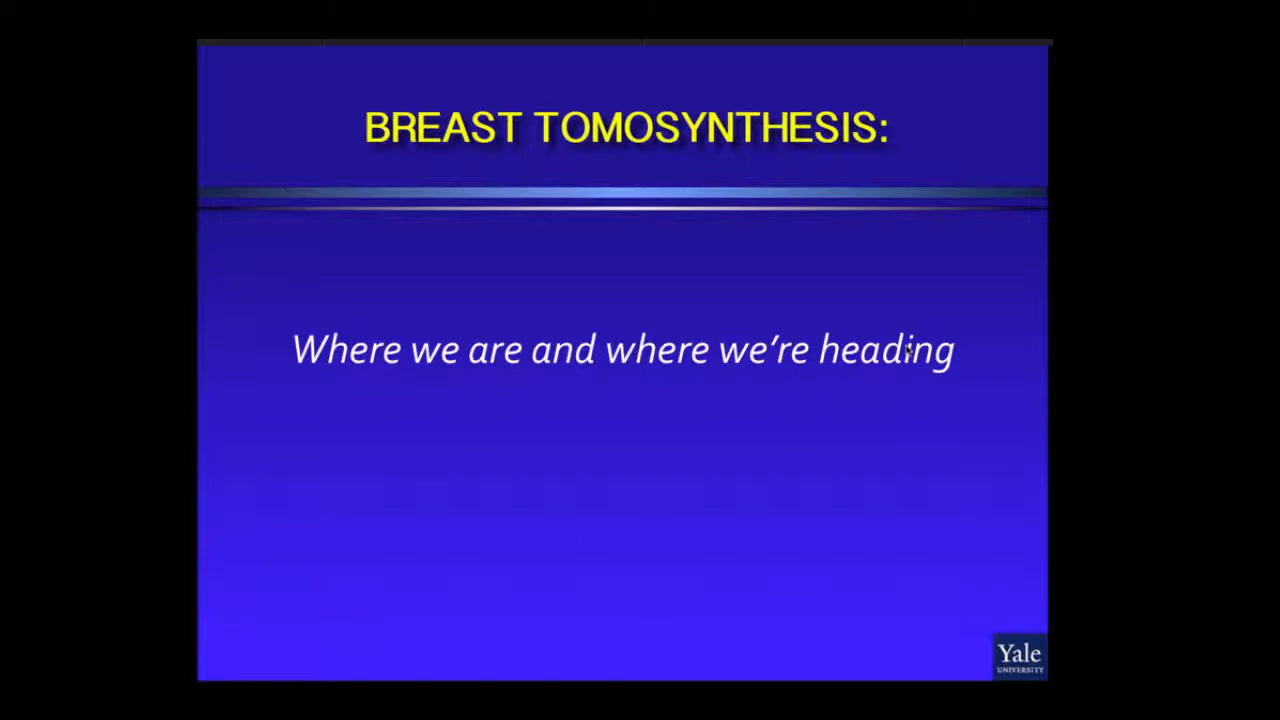 BREAST TOMOSYNTHESIS:
Where we are and where we're heading
Yale
UNIVERSITY